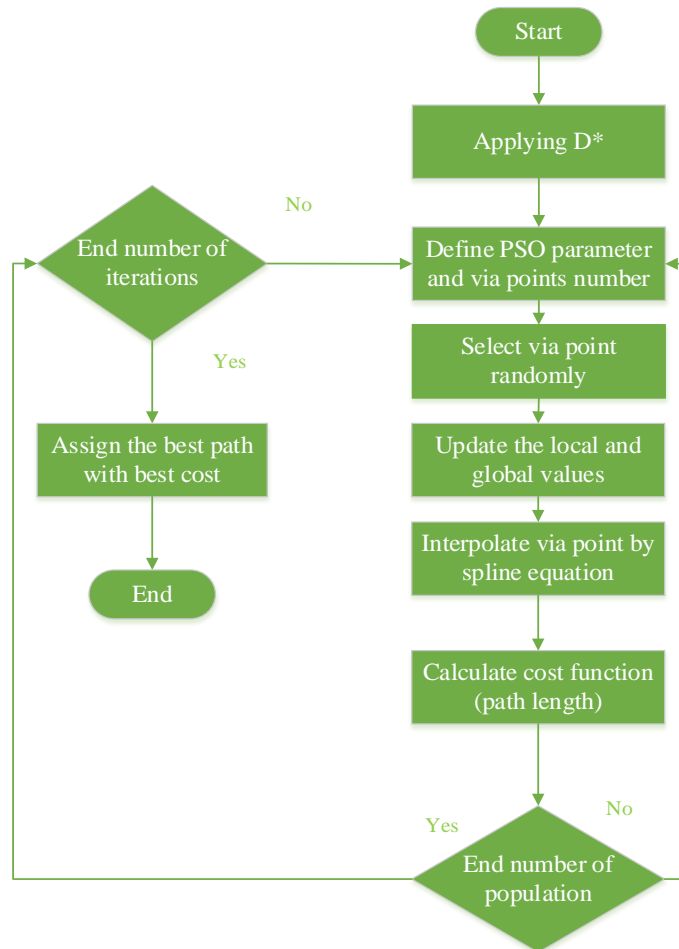 Start
Applying D*
No
End number of
iterations
Define PSO parameter
and via points number
Yes
Select via point
randomly
Assign the best path
with best cost
Update the local and
global values
End
Interpolate via point by
spline equation
Calculate cost function
(path length)
Yes
No
End number of
population